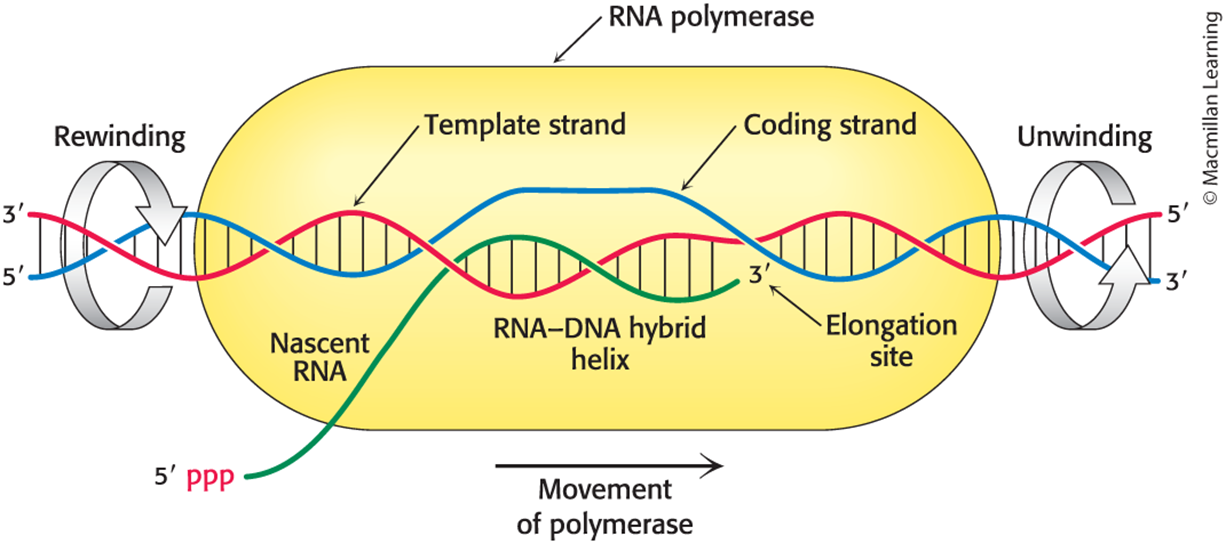 RNA polymerase
© Macmillan Learning
Template strand
Coding strand
Rewinding
Unwinding
3′
5′
5′
3′
3′
Nascent
RNA
RNA–DNA hybrid
helix
Elongation
site
5′ ppp
Movement
of polymerase